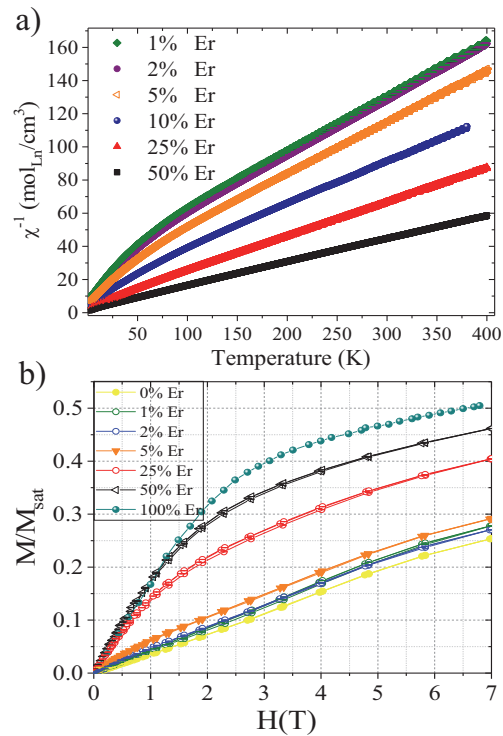 a)
160
140
120
100
80
60
40
20
0
χ⁻¹ (mol_Ln/cm³)
1% Er
2% Er
5% Er
10% Er
25% Er
50% Er
50 100 150 200 250 300 350 400
Temperature (K)
b)
0.5
0.4
0.3
0.2
0.1
0.0
M/M_sat
0% Er
1% Er
2% Er
5% Er
25% Er
50% Er
100% Er
0 1 2 3 4 5 6 7
H(T)